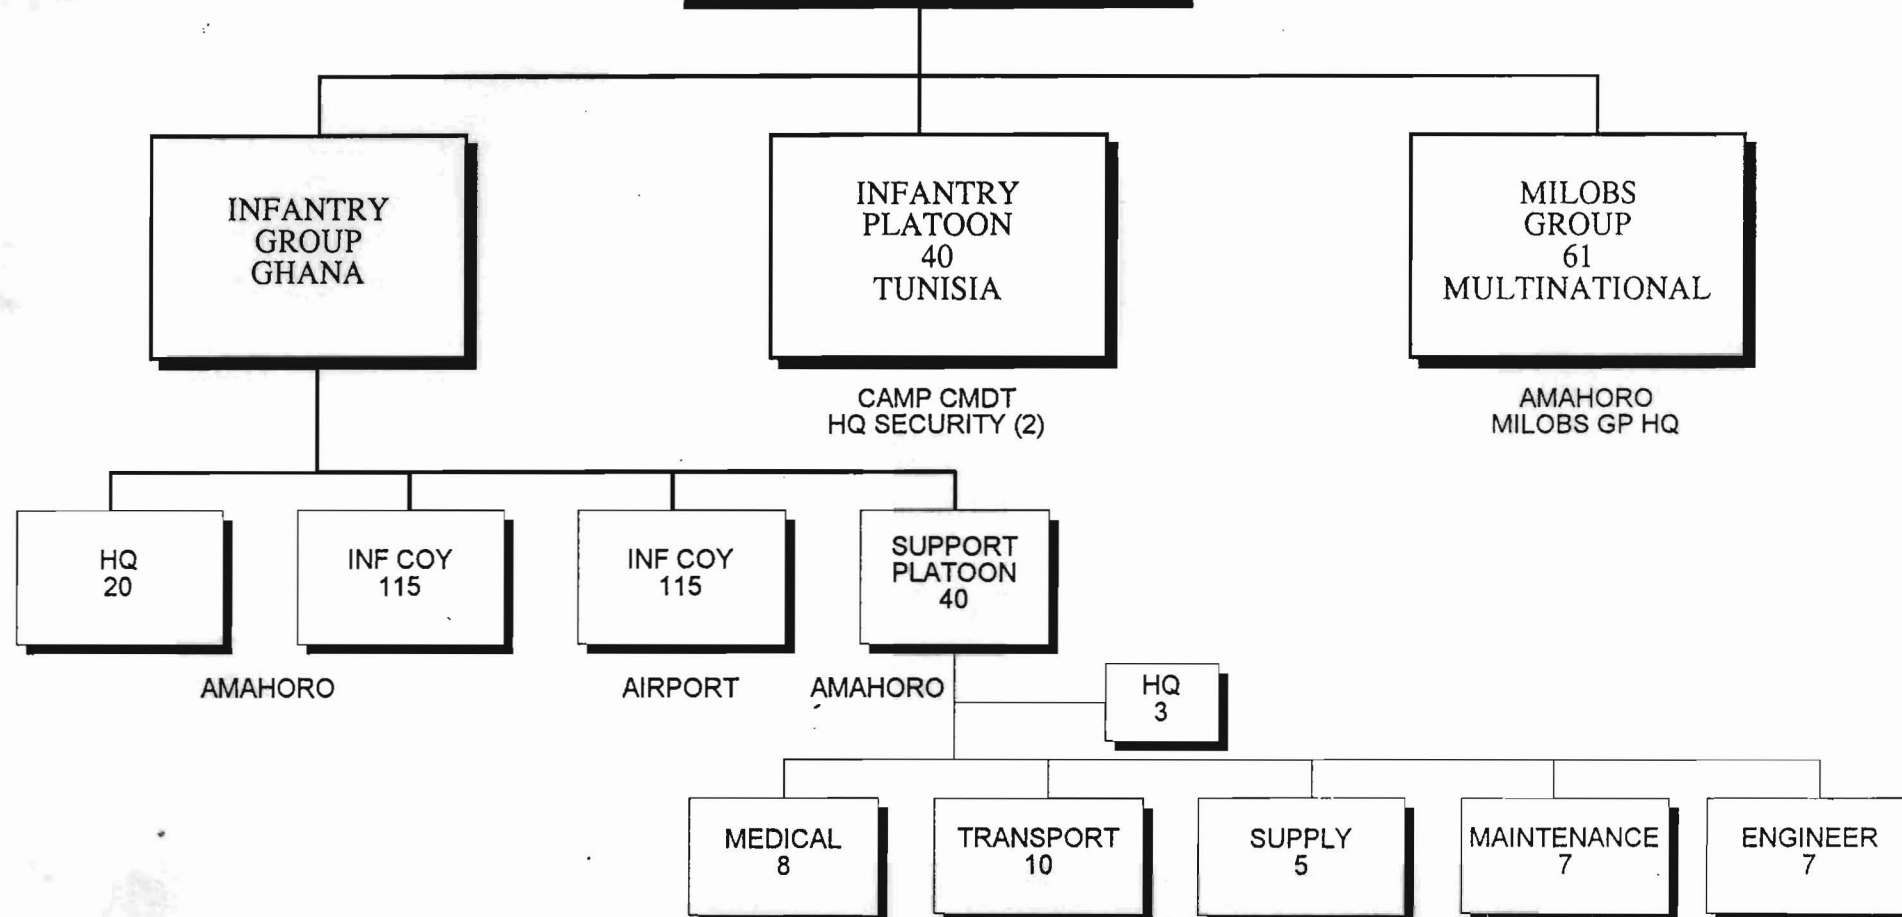 INFANTRY
GROUP
GHANA
INFANTRY
PLATOON
40
TUNISIA
MILOBS
GROUP
61
MULTINATIONAL
CAMP CMDT
HQ SECURITY (2)
AMAHORO
MILOBS GP HQ
HQ
20
INF COY
115
INF COY
115
SUPPORT
PLATOON
40
AMAHORO
AIRPORT
AMAHORO
HQ
3
MEDICAL
8
TRANSPORT
10
SUPPLY
5
MAINTENANCE
7
ENGINEER
7